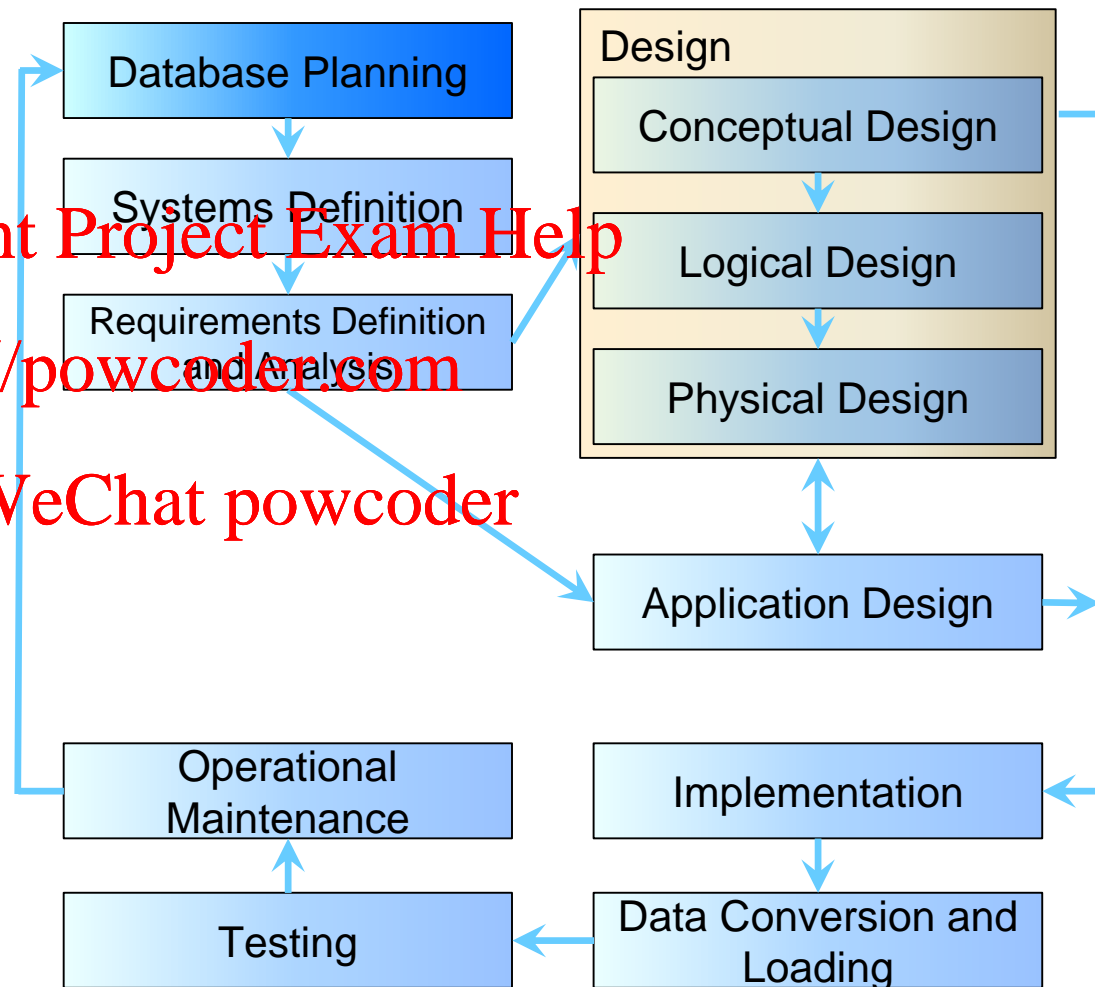 Database Planning
Systems Definition
Requirements Definition
and Analysis
Design
Conceptual Design
Logical Design
Physical Design
Application Design
Operational
Maintenance
Implementation
Testing
Data Conversion and
Loading
nt Project Exam Help
/powcoder.com
WeChat powcoder